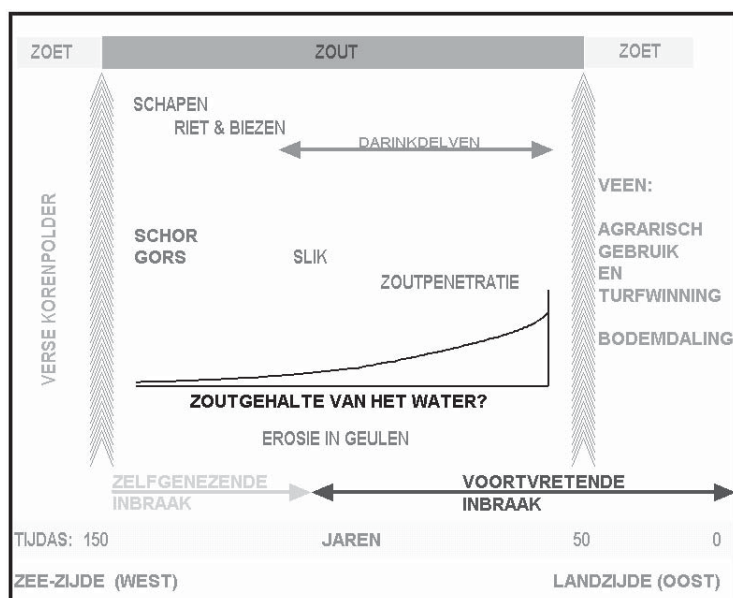 ZOET ZOUT ZOET
SCHAPEN
RIET & BIEZEN
DARINKDELVEN
VERSE KORENPOLDER
VEEN:
AGRARISCH
GEBRUIK
EN
TURFWINNING
BODEMDALING
SCHOR
GORS
SLIK
ZOUTPENETRATIE
ZOUTGEHALTE VAN HET WATER?
EROSIE IN GEULEN
ZELFGENEZENDE
INBRAAK
VOORTVRETENDE
INBRAAK
TIJDAS: 150 JAREN 50 0
ZEE-ZIJDE (WEST) LANDZIJDE (OOST)